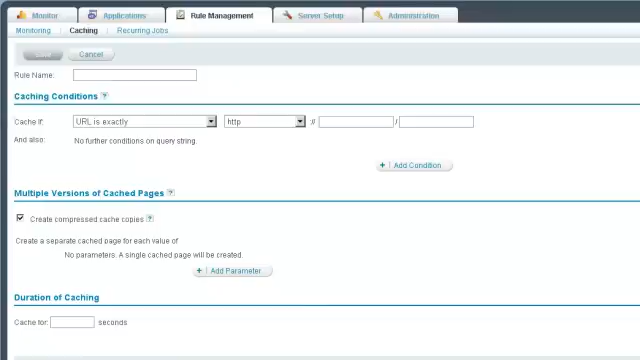 Monitor Applications Rule Management Server Setup Administration
Monitoring Caching Recurring Jobs
Save Cancel
Rule Name:
Caching Conditions ?
Cache if: URL is exactly http :// /
And also: No further conditions on query string.
+ Add Condition
Multiple Versions of Cached Pages ?
Create compressed cache copies ?
Create a separate cached page for each value of
No parameters. A single cached page will be created.
+ Add Parameter
Duration of Caching
Cache for: seconds